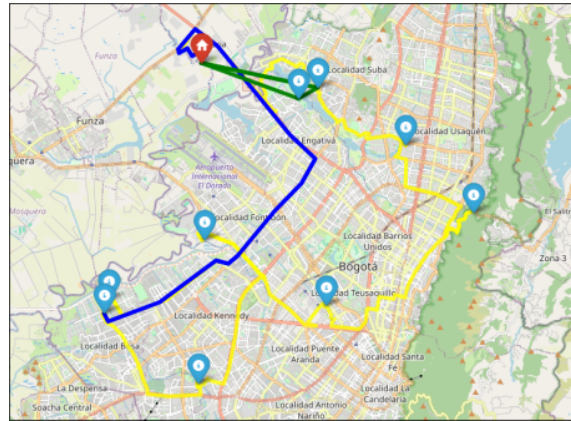 Funza
Localidad Suba
Funza
Localidad Usaquén
Localidad Engativá
Aeropuerto
Internacional
El Dorado
Mosquera
Localidad Fontibón
El Salitre
Localidad Barrios
Unidos
Zona 3
Bogotá
Localidad Teusaquillo
Localidad Kennedy
Localidad Bosa
Localidad Puente
Aranda
Localidad Santa
Fé
La Despensa
Localidad La
Candelaria
Soacha Central
Localidad Antonio
Nariño